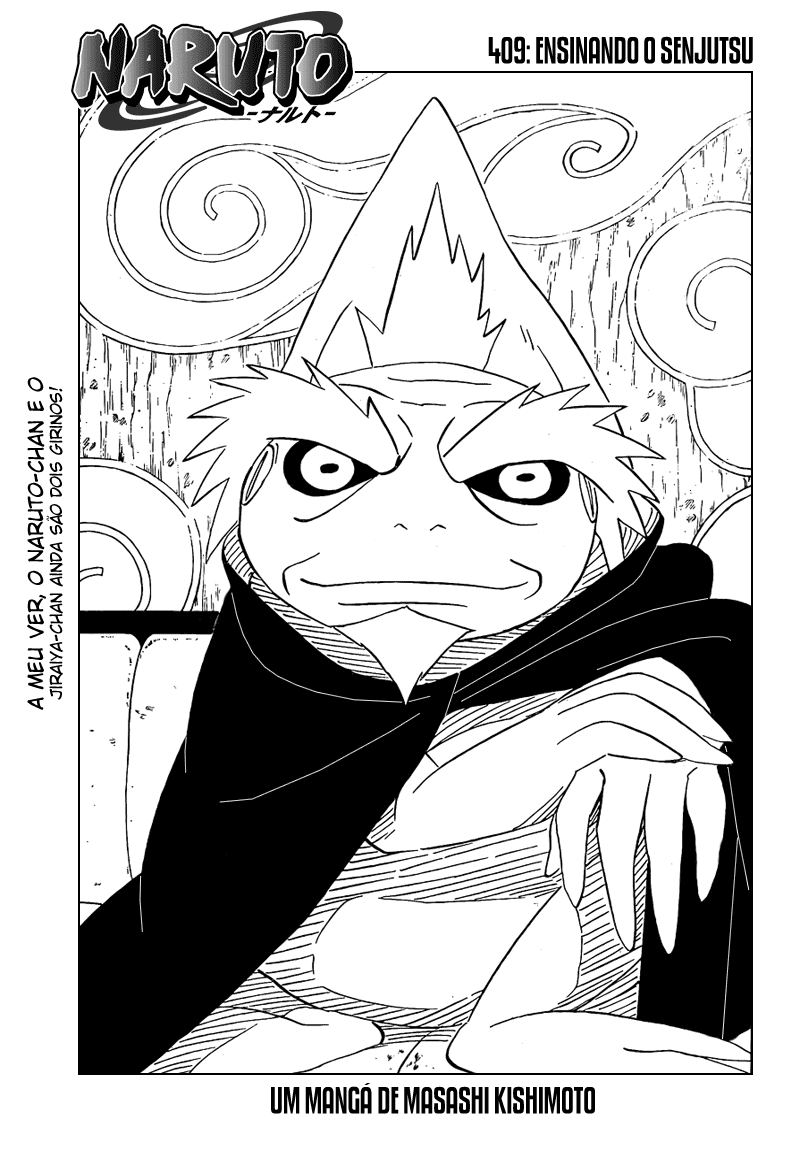 NARUTO
-ナルト-
409: ENSINANDO O SENJUTSU
A MEU VER, O NARUTO-CHAN E O
JIRAIYA-CHAN AINDA SÃO DOIS GIRINOS!
UM MANGÁ DE MASASHI KISHIMOTO